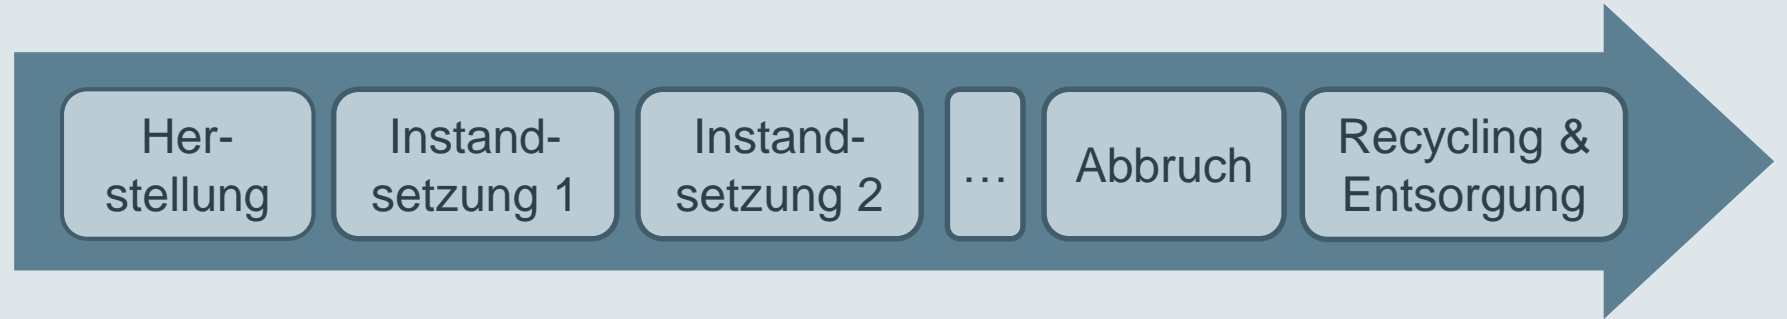 Her-
stellung
Instand-
setzung 1
Instand-
setzung 2
…
Abbruch
Recycling &
Entsorgung